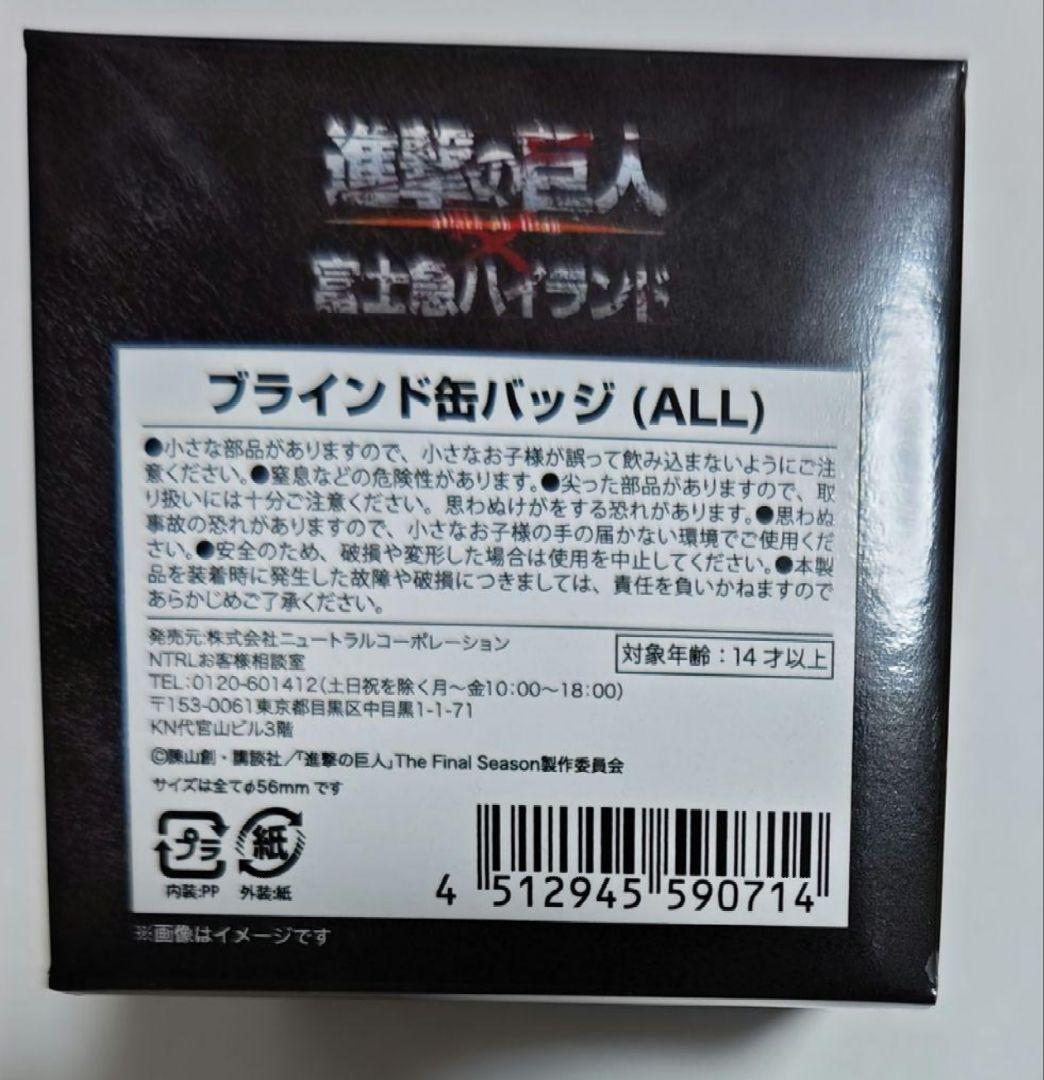 進撃の巨人
attack on titan
×
富士急ハイランド
ブラインド缶バッジ (ALL)
●小さな部品がありますので、小さなお子様が誤って飲み込まないようにご注
意ください。●窒息などの危険性があります。●尖った部品がありますので、取
り扱いには十分ご注意ください。思わぬけがをする恐れがあります。●思わぬ
事故の恐れがありますので、小さなお子様の手の届かない環境でご使用くだ
さい。●安全のため、破損や変形した場合は使用を中止してください。●本製
品を装着時に発生した故障や破損につきましては、責任を負いかねますので
あらかじめご了承ください。
発売元:株式会社ニュートラルコーポレーション
NTRLお客様相談室
対象年齢：14才以上
TEL:0120-601412(土日祝を除く月〜金10:00〜18:00)
〒153-0061東京都目黒区中目黒1-1-71
KN代官山ビル3階
©諫山創・講談社/「進撃の巨人」The Final Season製作委員会
サイズは全てφ56mmです
プラ 紙
内装:PP 外装:紙
4 512945 590714
※画像はイメージです